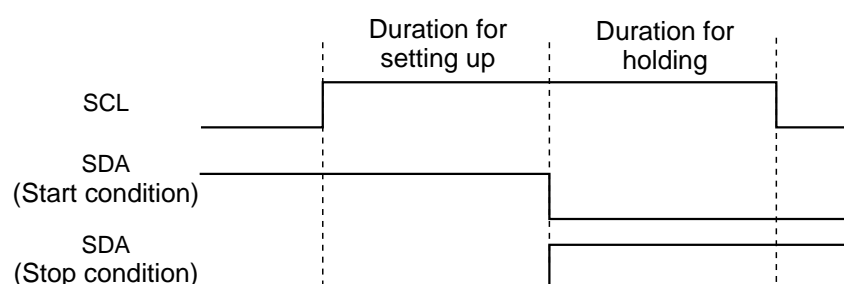 Duration for
setting up
Duration for
holding
SCL
SDA
(Start condition)
SDA
(Stop condition)